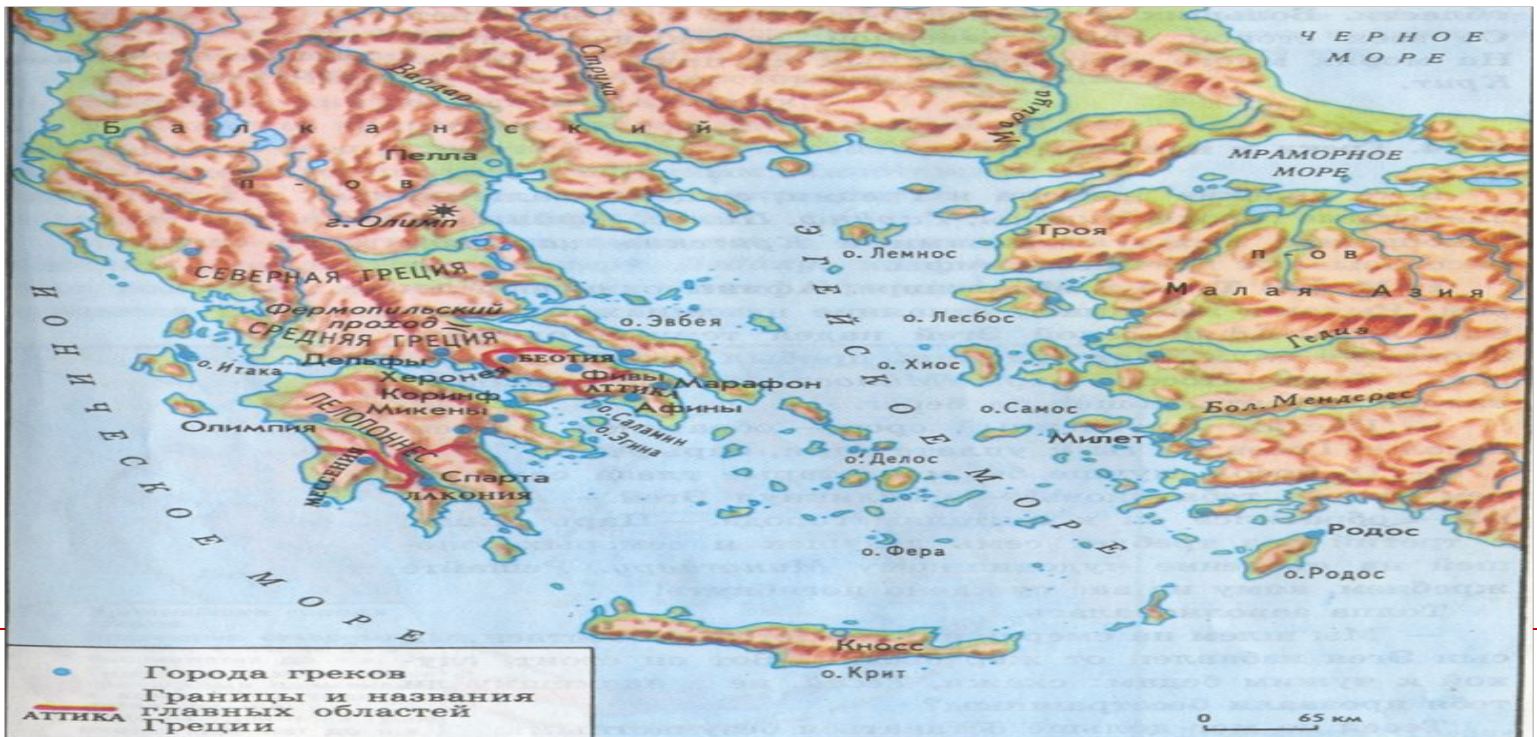 ЧЕРНОЕ
МОРЕ
Вардар
Струма
Марица
Балканский
п-ов
Пелла
МРАМОРНОЕ
МОРЕ
г. Олимп
ЭГЕЙСКОЕ МОРЕ
о. Лемнос
Троя
п-ов
Малая Азия
СЕВЕРНАЯ ГРЕЦИЯ
Фермопильский
проход
СРЕДНЯЯ ГРЕЦИЯ
о. Эвбея
о. Лесбос
Гедиз
ИОНИЧЕСКОЕ МОРЕ
о. Итака
Дельфы
БЕОТИЯ
Херонея
Фивы
АТТИКА
Марафон
о. Хиос
Коринф
Микены
Афины
о. Саламин
о. Эгина
о. Самос
Бол. Мендерес
Олимпия
ПЕЛОПОННЕС
Милет
о. Делос
МЕССЕНИЯ
Спарта
ЛАКОНИЯ
Родос
о. Фера
о. Родос
Кносс
о. Крит
Города греков
Границы и названия
АТТИКА главных областей
Греции
0 65 км